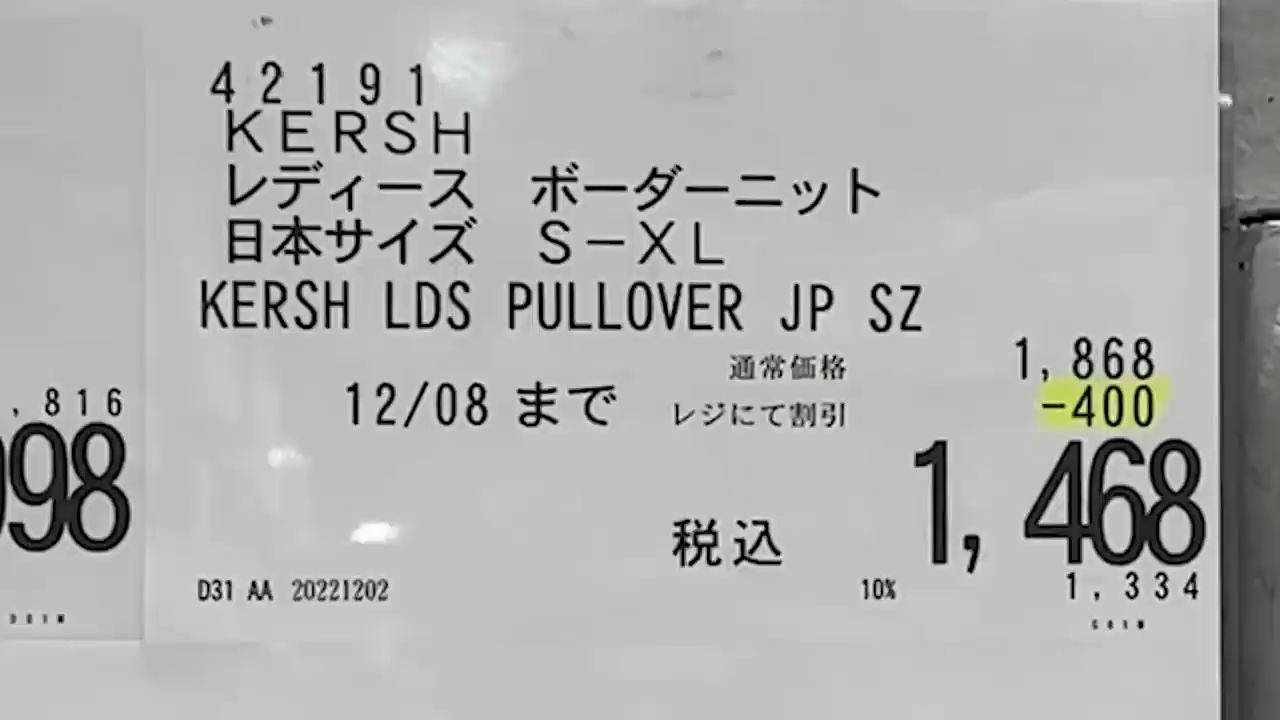 42191
KERSH
レディース ボーダーニット
日本サイズ S-XL
KERSH LDS PULLOVER JP SZ
通常価格 1,868
12/08 まで レジにて割引 -400
税込 1,468
D31 AA 20221202 10% 1,334
G01W
,816
98
D01W